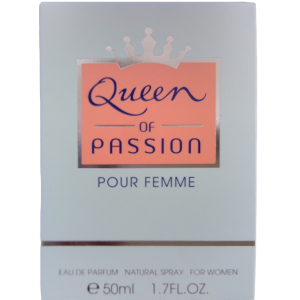 Queen
OF
PASSION
POUR FEMME
EAU DE PARFUM NATURAL SPRAY FOR WOMEN
℮ 50ml 1.7FL.OZ.